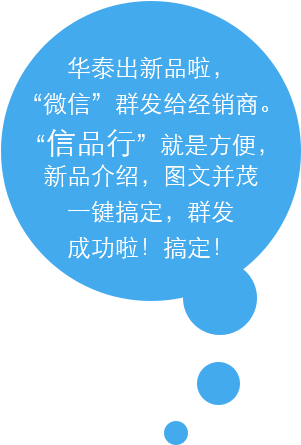 华泰出新品啦，
“微信”群发给经销商。
“信品行”就是方便，
新品介绍，图文并茂
一键搞定，群发
成功啦！搞定！